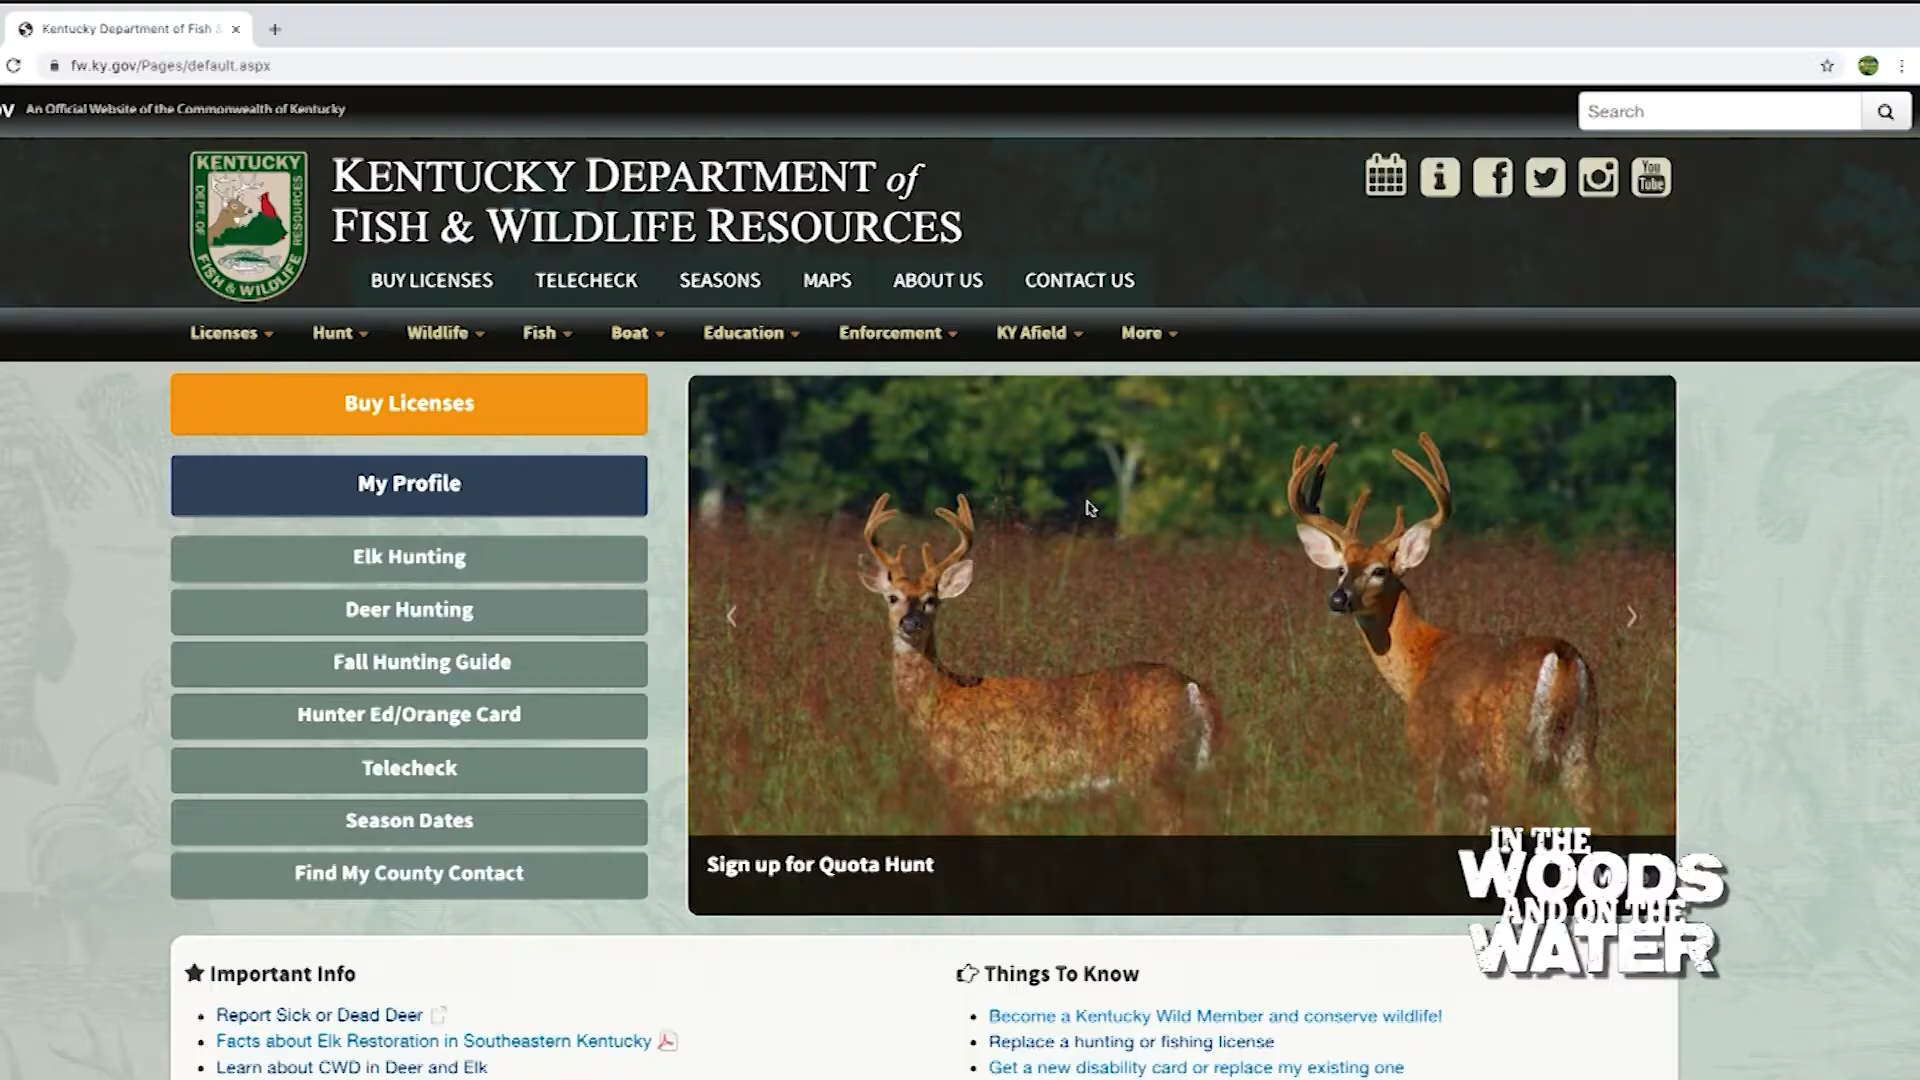 Kentucky Department of Fish &
fw.ky.gov/Pages/default.aspx
An Official Website of the Commonwealth of Kentucky
Search
KENTUCKY
DEPT. OF
FISH & WILDLIFE
RESOURCES
KENTUCKY DEPARTMENT of
FISH & WILDLIFE RESOURCES
You
Tube
BUY LICENSES TELECHECK SEASONS MAPS ABOUT US CONTACT US
Licenses Hunt Wildlife Fish Boat Education Enforcement KY Afield More
Buy Licenses
My Profile
Elk Hunting
Deer Hunting
Fall Hunting Guide
Hunter Ed/Orange Card
Telecheck
Season Dates
Find My County Contact
Sign up for Quota Hunt
IN THE
WOODS
AND ON THE
WATER
Important Info
Report Sick or Dead Deer
Facts about Elk Restoration in Southeastern Kentucky
Learn about CWD in Deer and Elk
Things To Know
Become a Kentucky Wild Member and conserve wildlife!
Replace a hunting or fishing license
Get a new disability card or replace my existing one